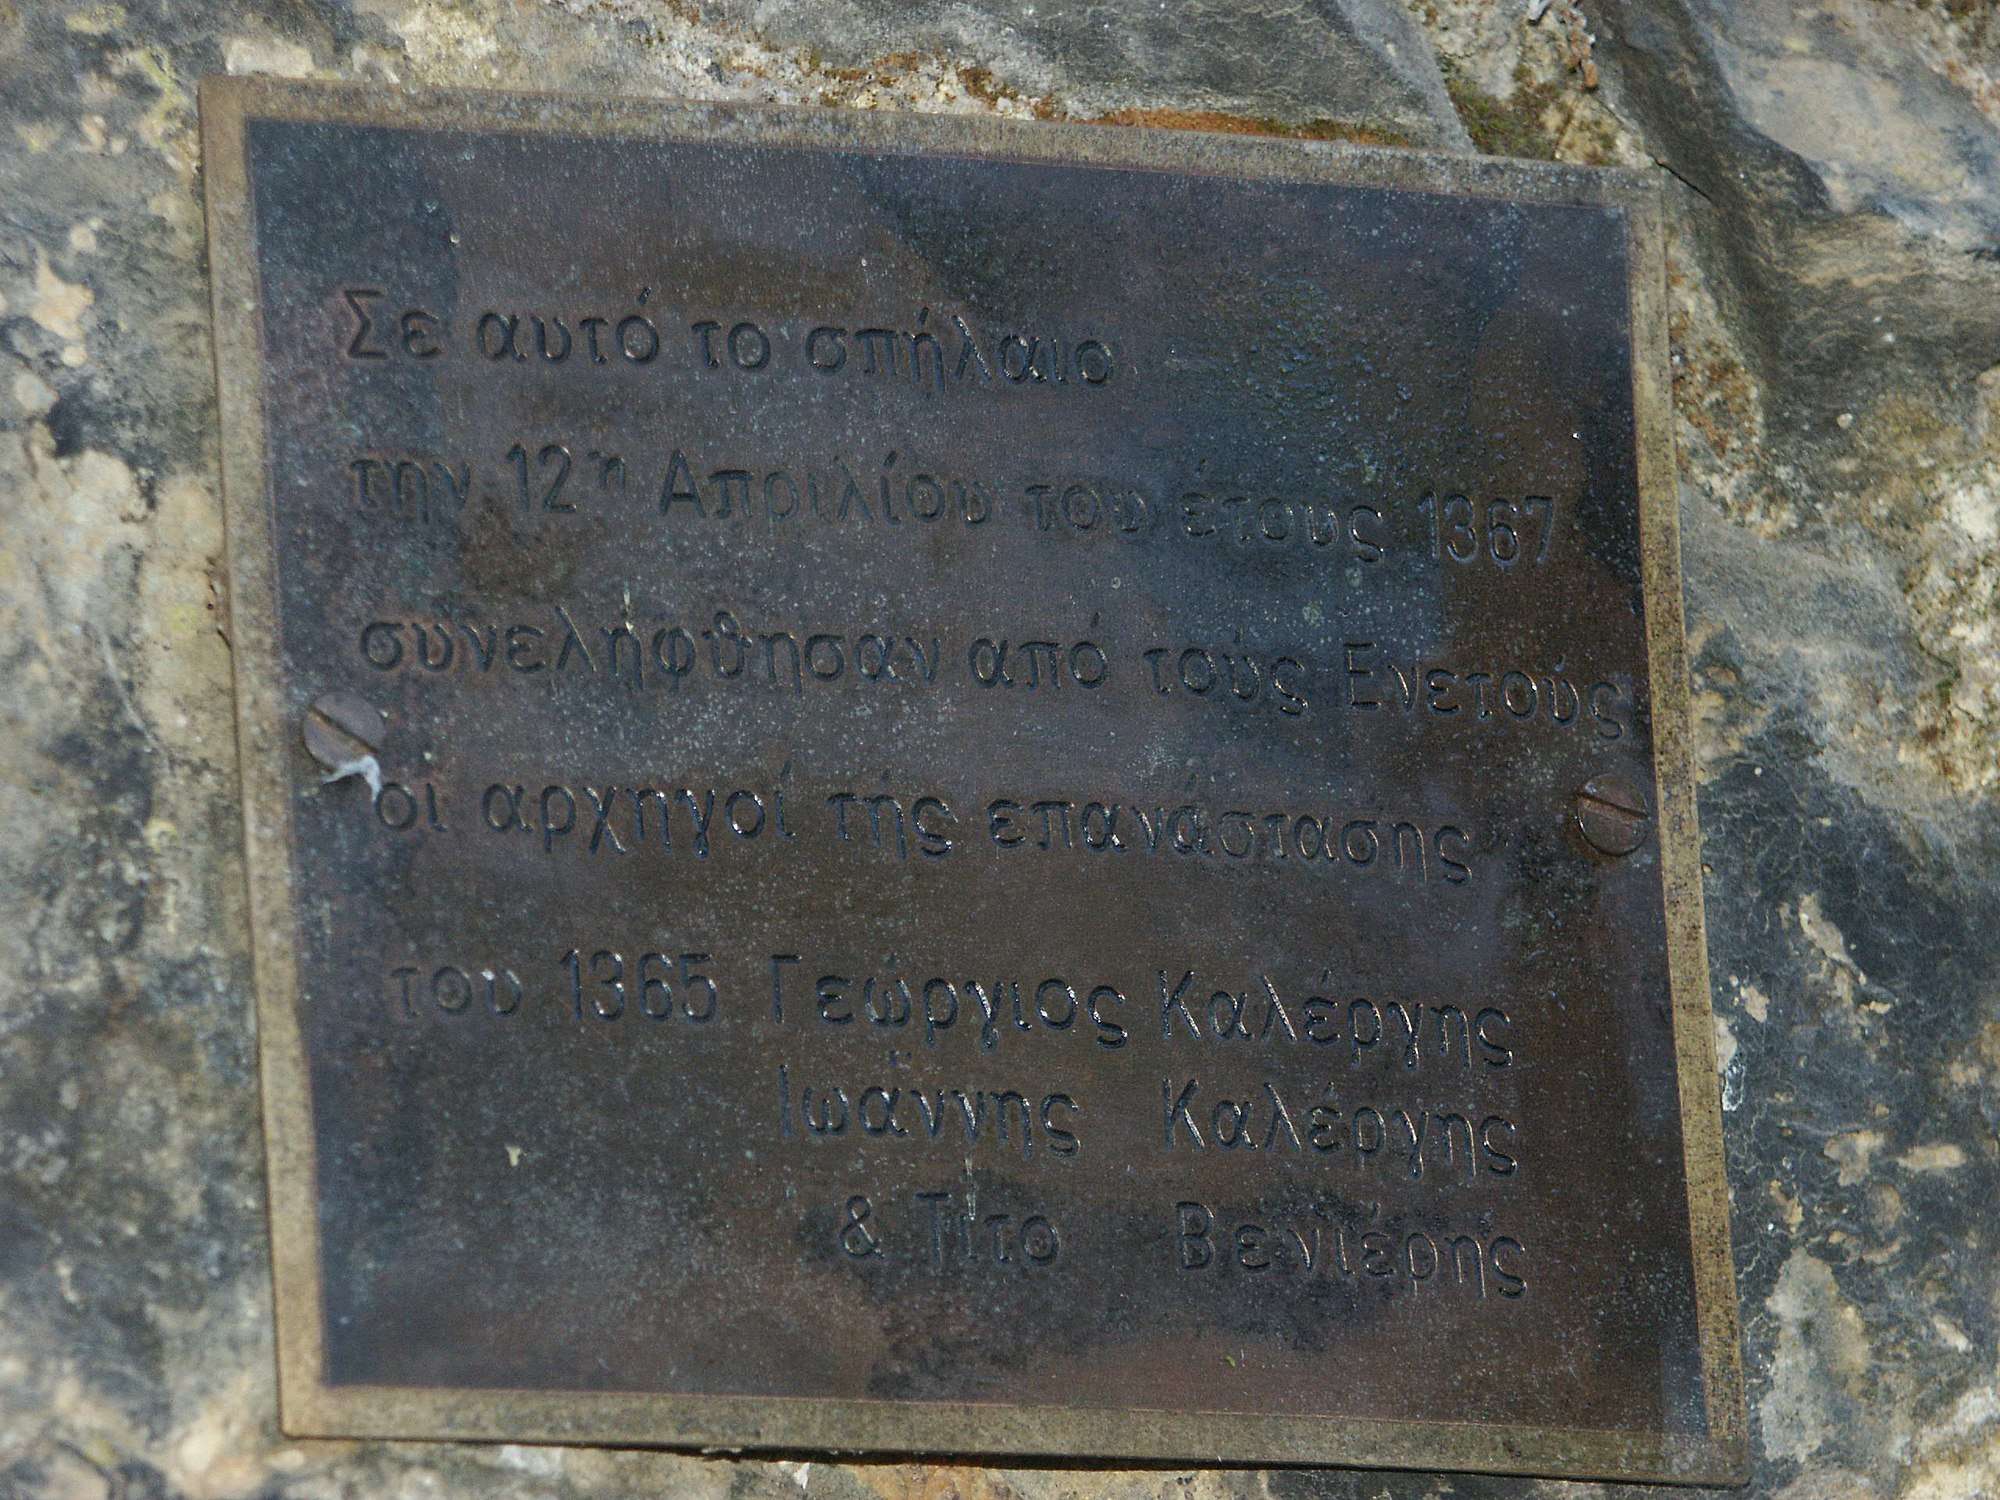 Σε αυτό το σπήλαιο
την 12η Απριλίου του έτους 1367
συνελήφθησαν από τούς Ενετούς
οι αρχηγοί τής επανάστασης
του 1365 Γεώργιος Καλέργης
Ιωάννης Καλέργης
& Τίτο Βενιέρης